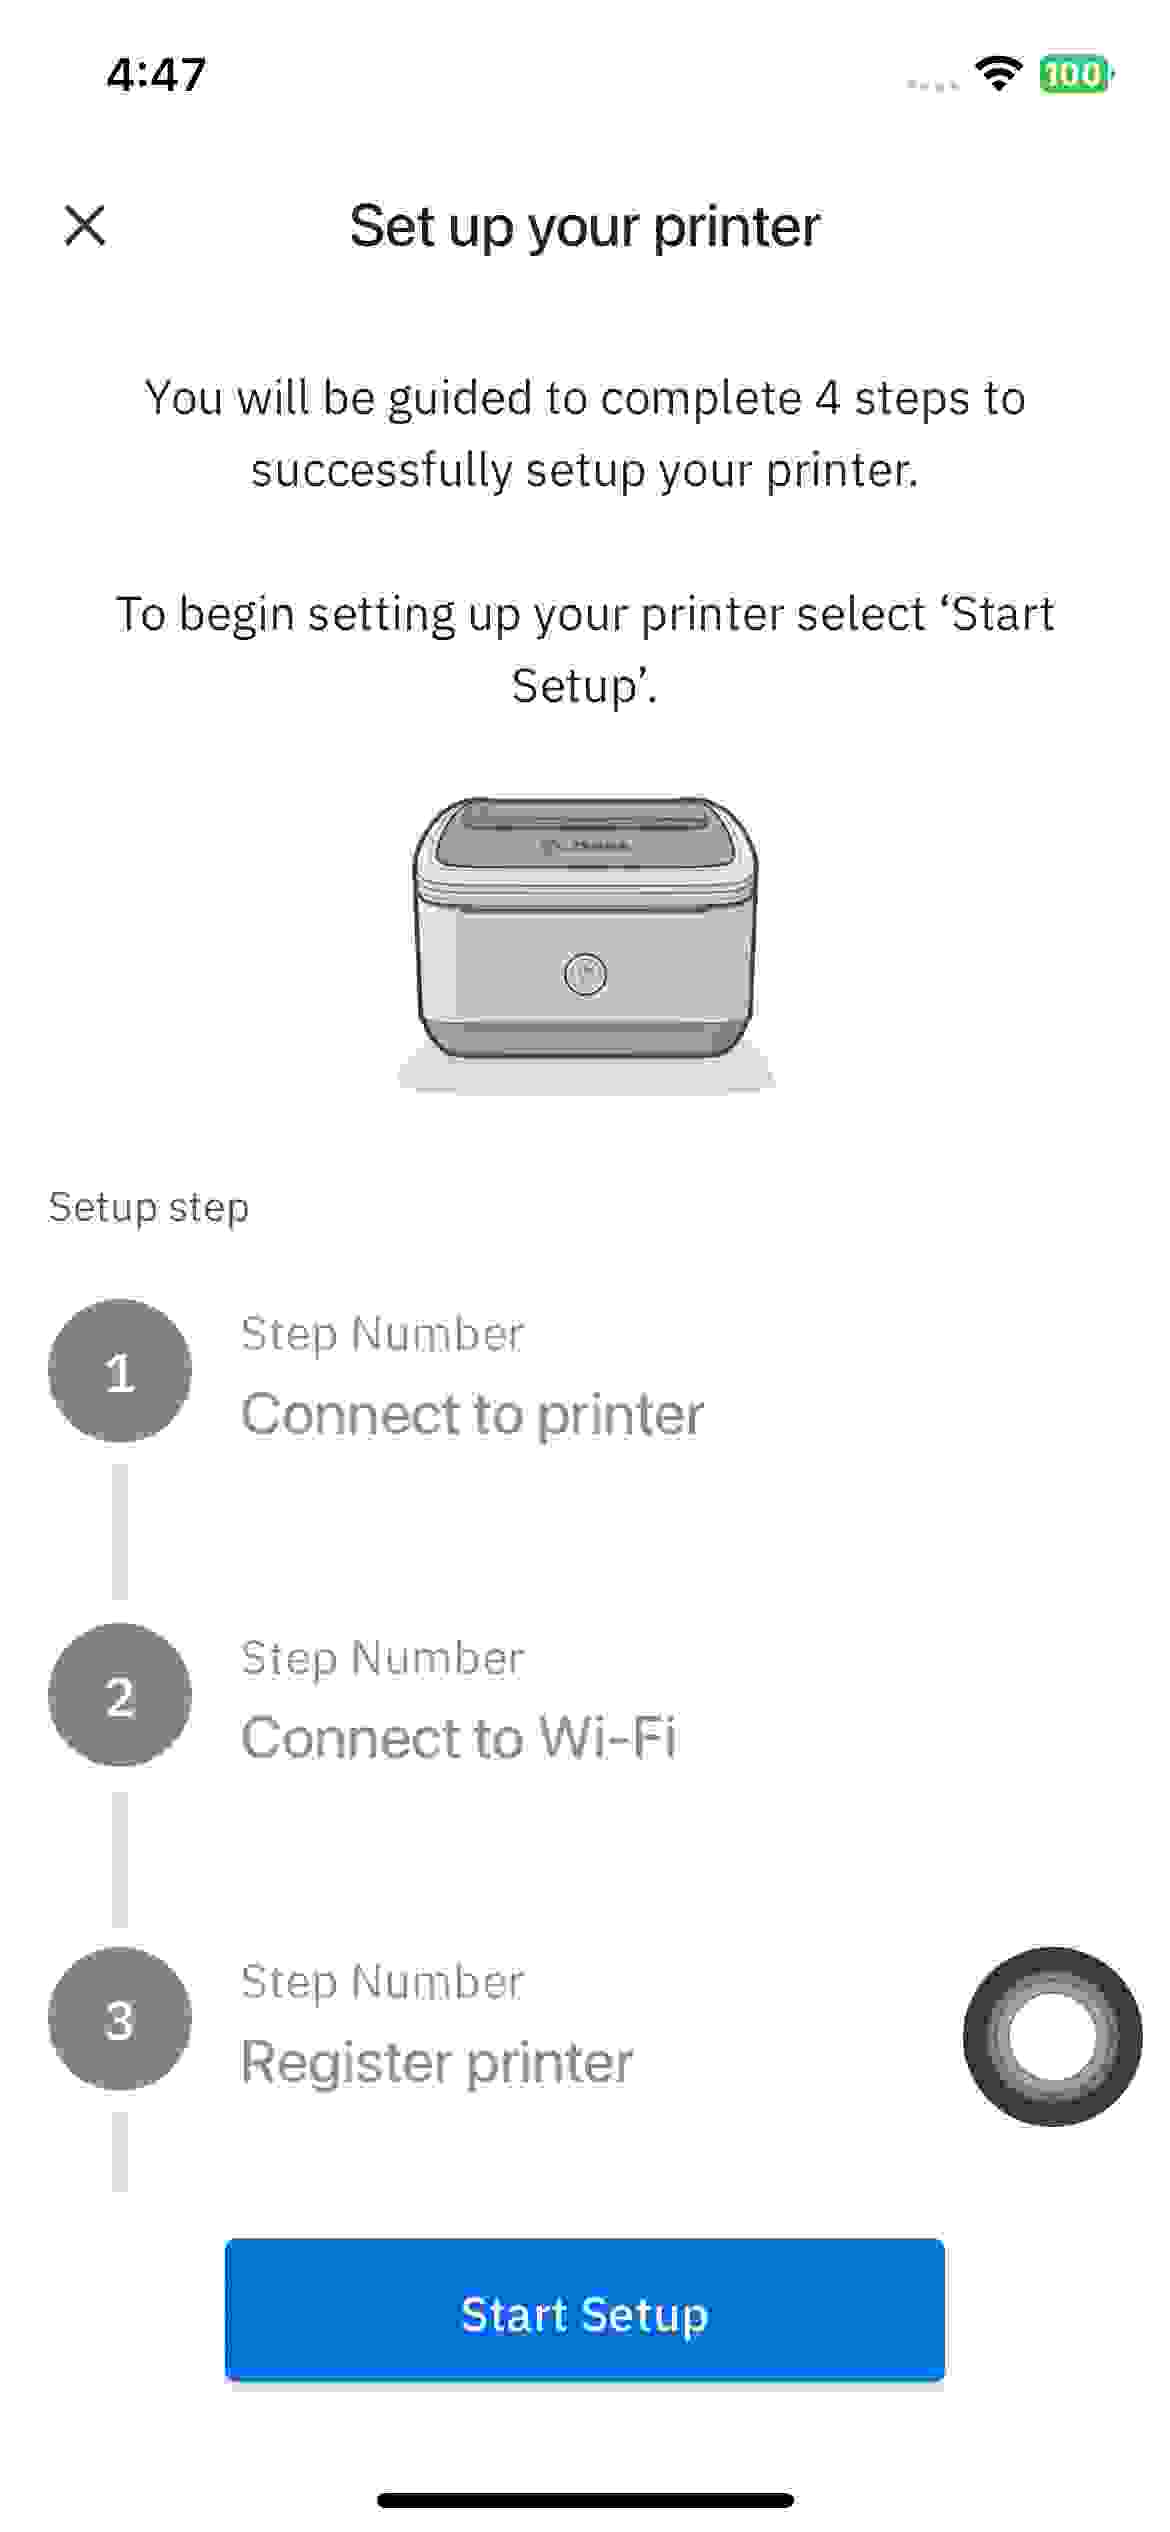 4:47
100
Set up your printer
You will be guided to complete 4 steps to
successfully setup your printer.
To begin setting up your printer select ‘Start
Setup’.
Setup step
1
Step Number
Connect to printer
2
Step Number
Connect to Wi-Fi
3
Step Number
Register printer
Start Setup